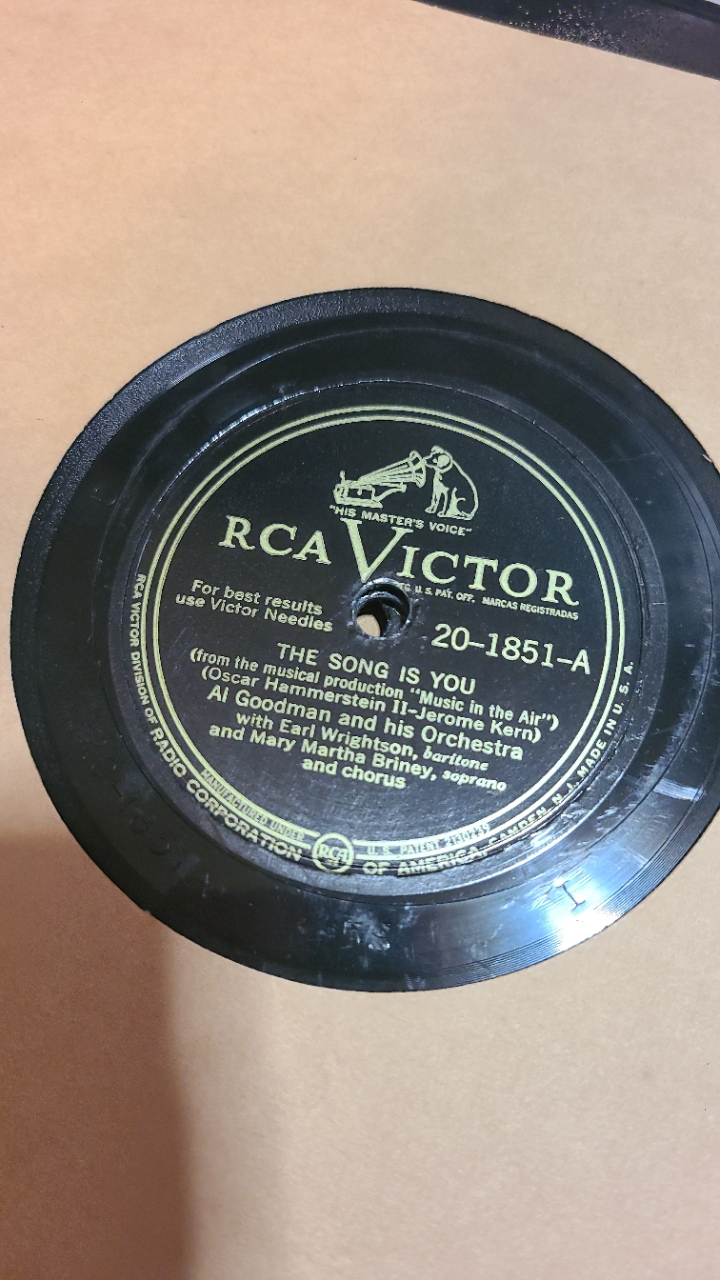 "HIS MASTER'S VOICE"
RCA VICTOR
U. S. PAT. OFF. MARCAS REGISTRADAS
For best results
use Victor Needles
20-1851-A
THE SONG IS YOU
(from the musical production "Music in the Air")
(Oscar Hammerstein II-Jerome Kern)
Al Goodman and his Orchestra
with Earl Wrightson, baritone
and Mary Martha Briney, soprano
and chorus
MANUFACTURED UNDER RCA U. S. PATENT 2130239
RCA VICTOR DIVISION OF RADIO CORPORATION OF AMERICA, CAMDEN, N. J. MADE IN U. S. A.
I